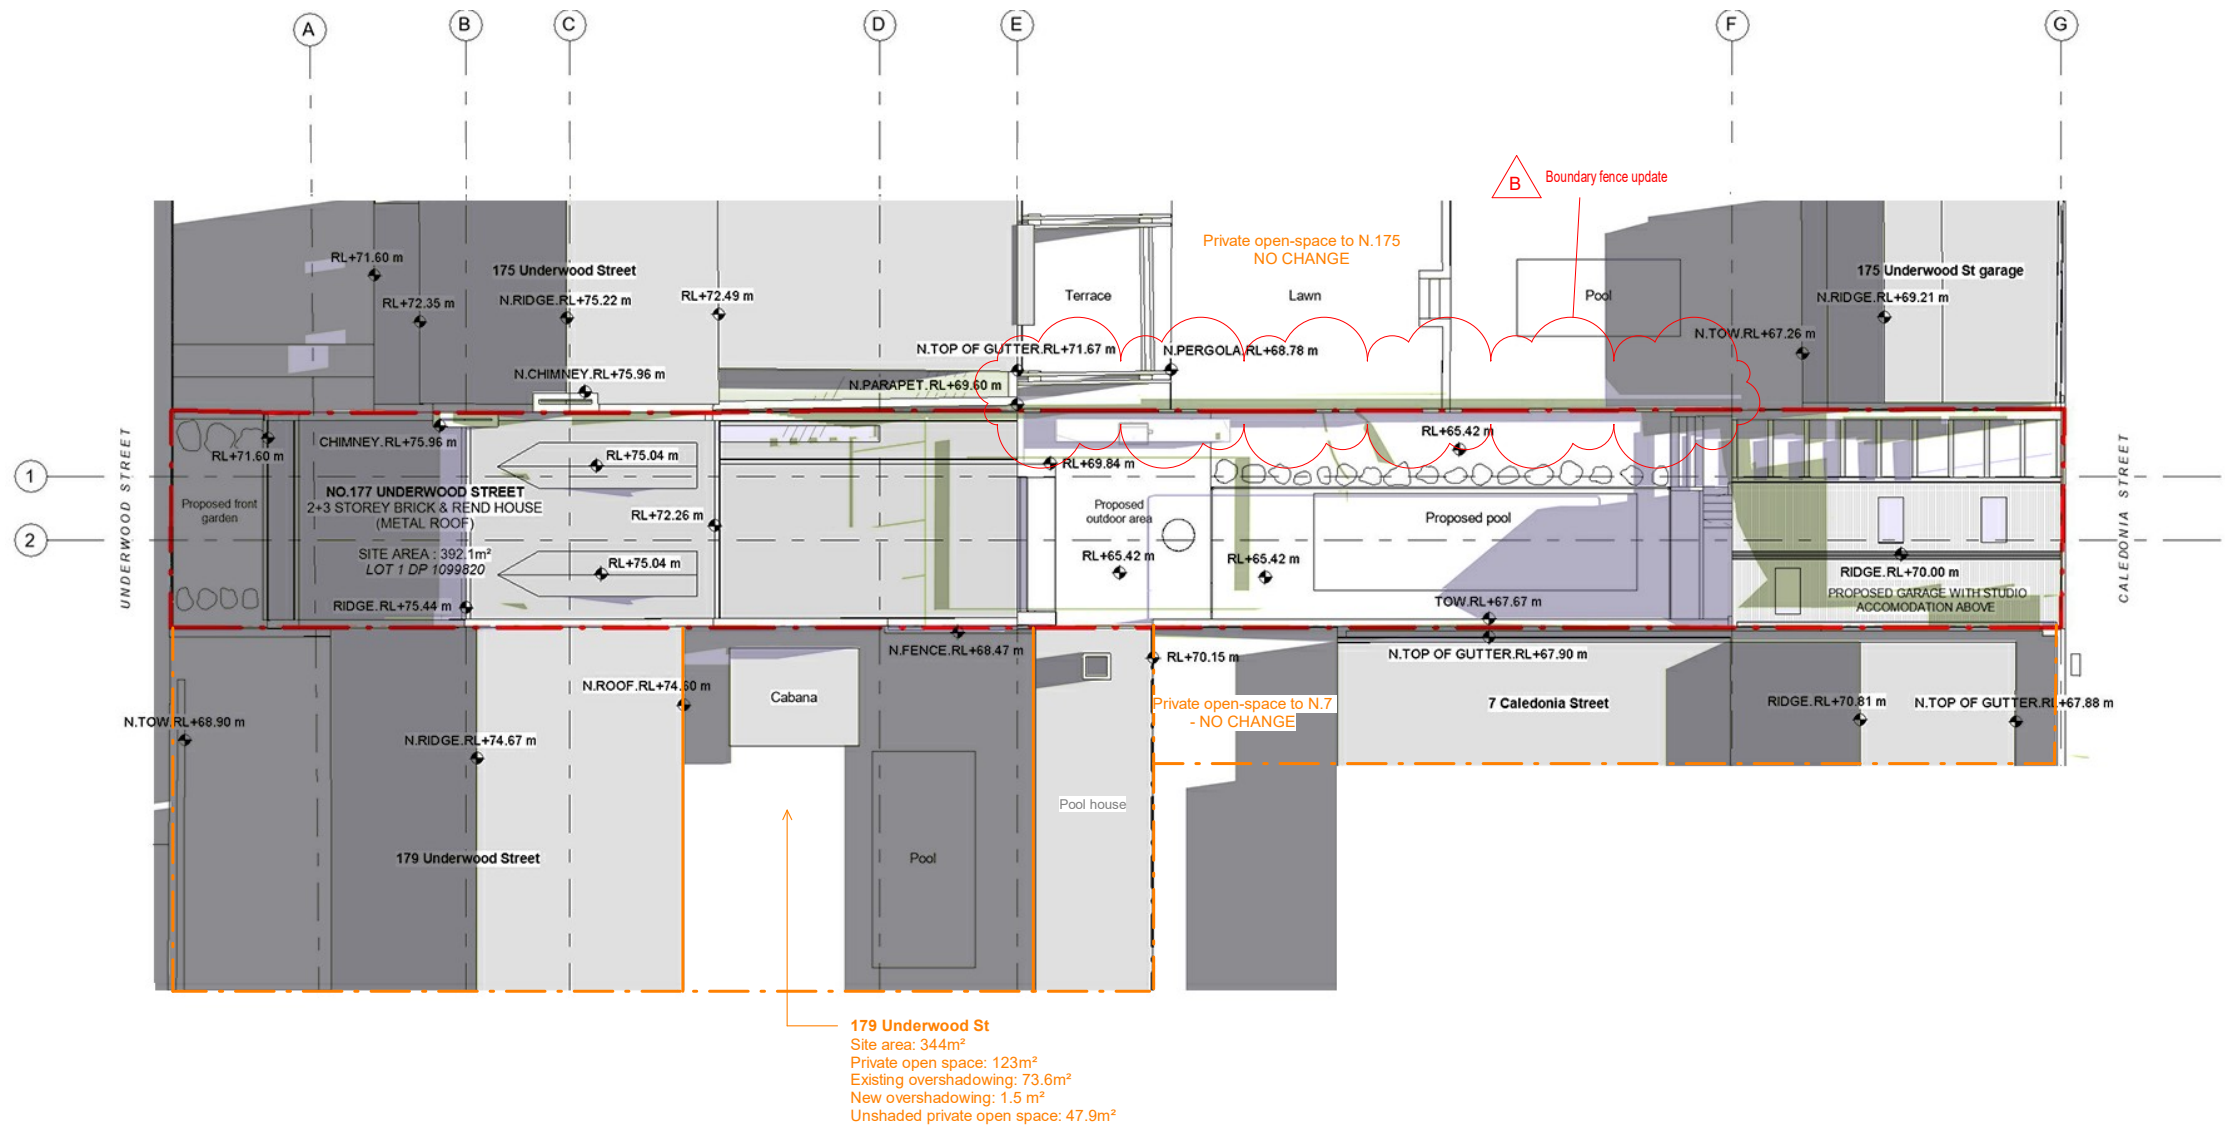 A B C D E F G
B Boundary fence update
Private open-space to N.175
NO CHANGE
RL+71.60 m
175 Underwood Street
175 Underwood St garage
RL+72.35 m
N.RIDGE.RL+75.22 m
RL+72.49 m
Terrace
Lawn
Pool
N.RIDGE.RL+69.21 m
N.TOW.RL+67.26 m
N.TOP OF GUTTER.RL+71.67 m
N.PERGOLA.RL+68.78 m
N.CHIMNEY.RL+75.96 m
N.PARAPET.RL+69.60 m
UNDERWOOD STREET
CALEDONIA STREET
1
2
CHIMNEY.RL+75.96 m
RL+71.60 m
RL+75.04 m
RL+69.84 m
RL+65.42 m
Proposed front
garden
NO.177 UNDERWOOD STREET
2+3 STOREY BRICK & REND HOUSE
(METAL ROOF)
SITE AREA : 392.1m²
LOT 1 DP 1099820
RL+72.26 m
RL+75.04 m
RIDGE.RL+75.44 m
Proposed
outdoor area
RL+65.42 m
RL+65.42 m
Proposed pool
TOW.RL+67.67 m
RIDGE.RL+70.00 m
PROPOSED GARAGE WITH STUDIO
ACCOMODATION ABOVE
N.FENCE.RL+68.47 m
RL+70.15 m
N.TOP OF GUTTER.RL+67.90 m
N.ROOF.RL+74.60 m
Cabana
Private open-space to N.7
- NO CHANGE
7 Caledonia Street
RIDGE.RL+70.81 m
N.TOP OF GUTTER.RL+67.88 m
N.TOW.RL+68.90 m
N.RIDGE.RL+74.67 m
Pool house
179 Underwood Street
Pool
179 Underwood St
Site area: 344m²
Private open space: 123m²
Existing overshadowing: 73.6m²
New overshadowing: 1.5 m²
Unshaded private open space: 47.9m²